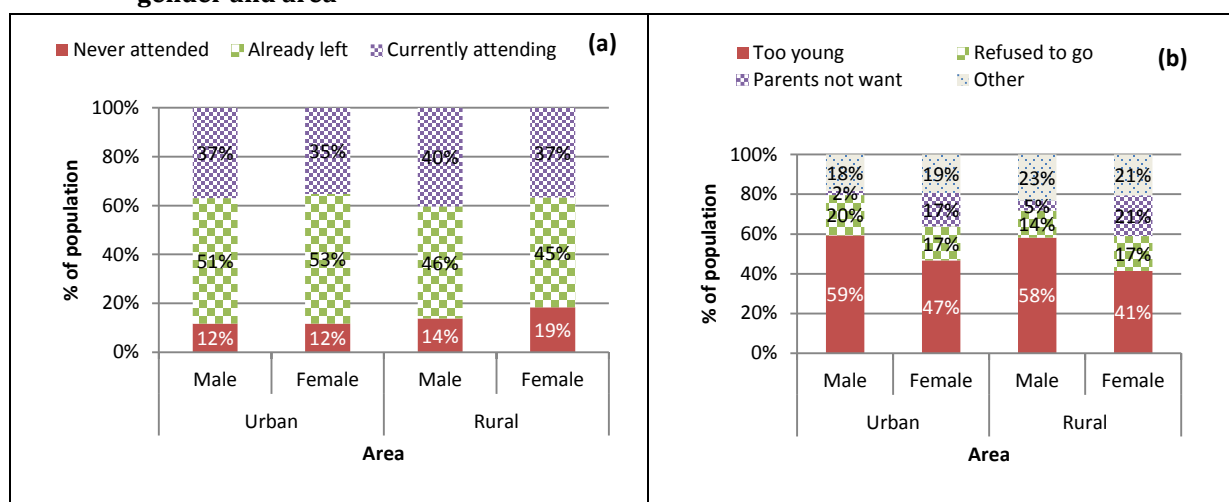 gender and area
Never attended Already left Currently attending (a)
100%
80%
60%
40%
20%
0%
% of population
37% 35% 40% 37%
51% 53% 46% 45%
12% 12% 14% 19%
Male Female Male Female
Urban Rural
Area
Too young Refused to go (b)
Parents not want Other
100%
80%
60%
40%
20%
0%
% of population
18% 19% 23% 21%
2% 17% 5% 21%
20% 17% 14% 17%
59% 47% 58% 41%
Male Female Male Female
Urban Rural
Area